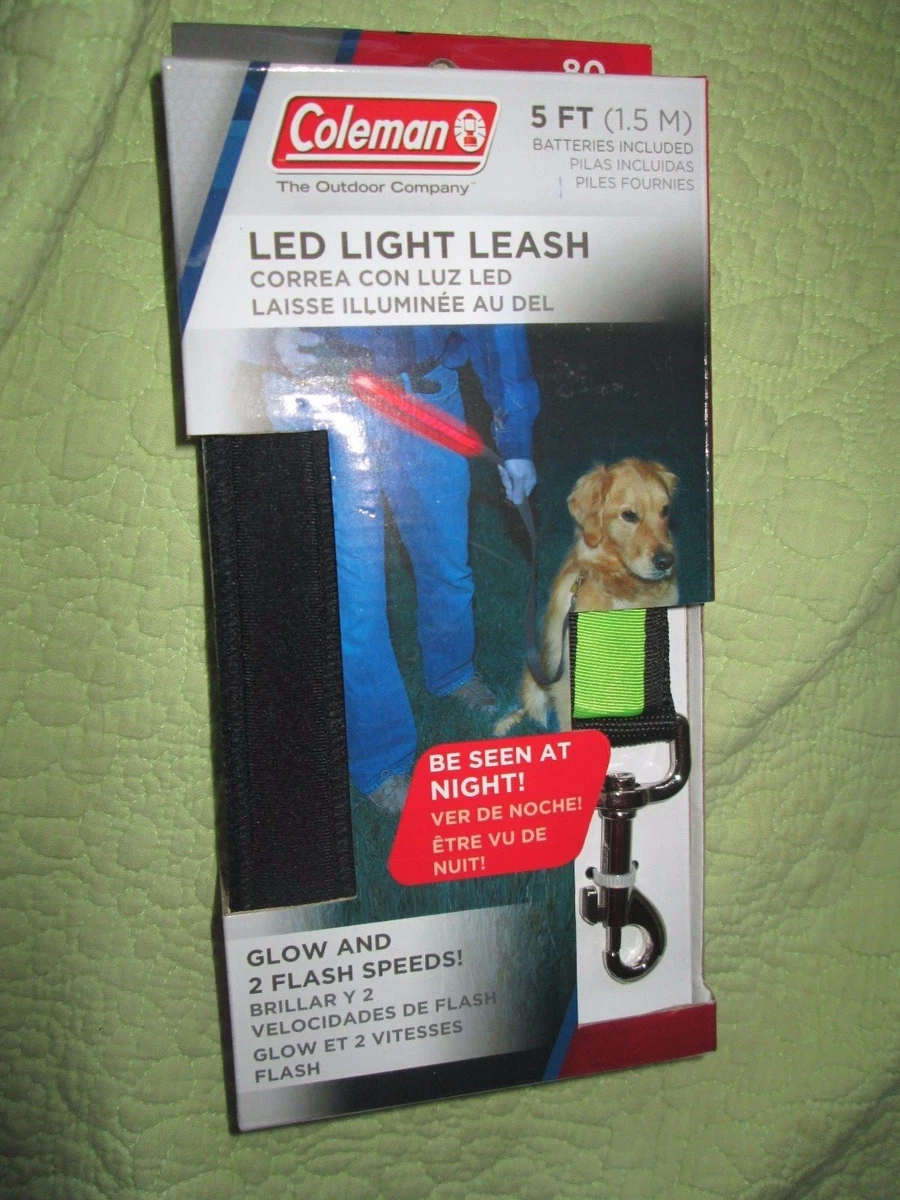 80
Coleman
The Outdoor Company™
5 FT (1.5 M)
BATTERIES INCLUDED
PILAS INCLUIDAS
PILES FOURNIES
LED LIGHT LEASH
CORREA CON LUZ LED
LAISSE ILLUMINÉE AU DEL
BE SEEN AT
NIGHT!
VER DE NOCHE!
ÊTRE VU DE
NUIT!
GLOW AND
2 FLASH SPEEDS!
BRILLAR Y 2
VELOCIDADES DE FLASH
GLOW ET 2 VITESSES
FLASH